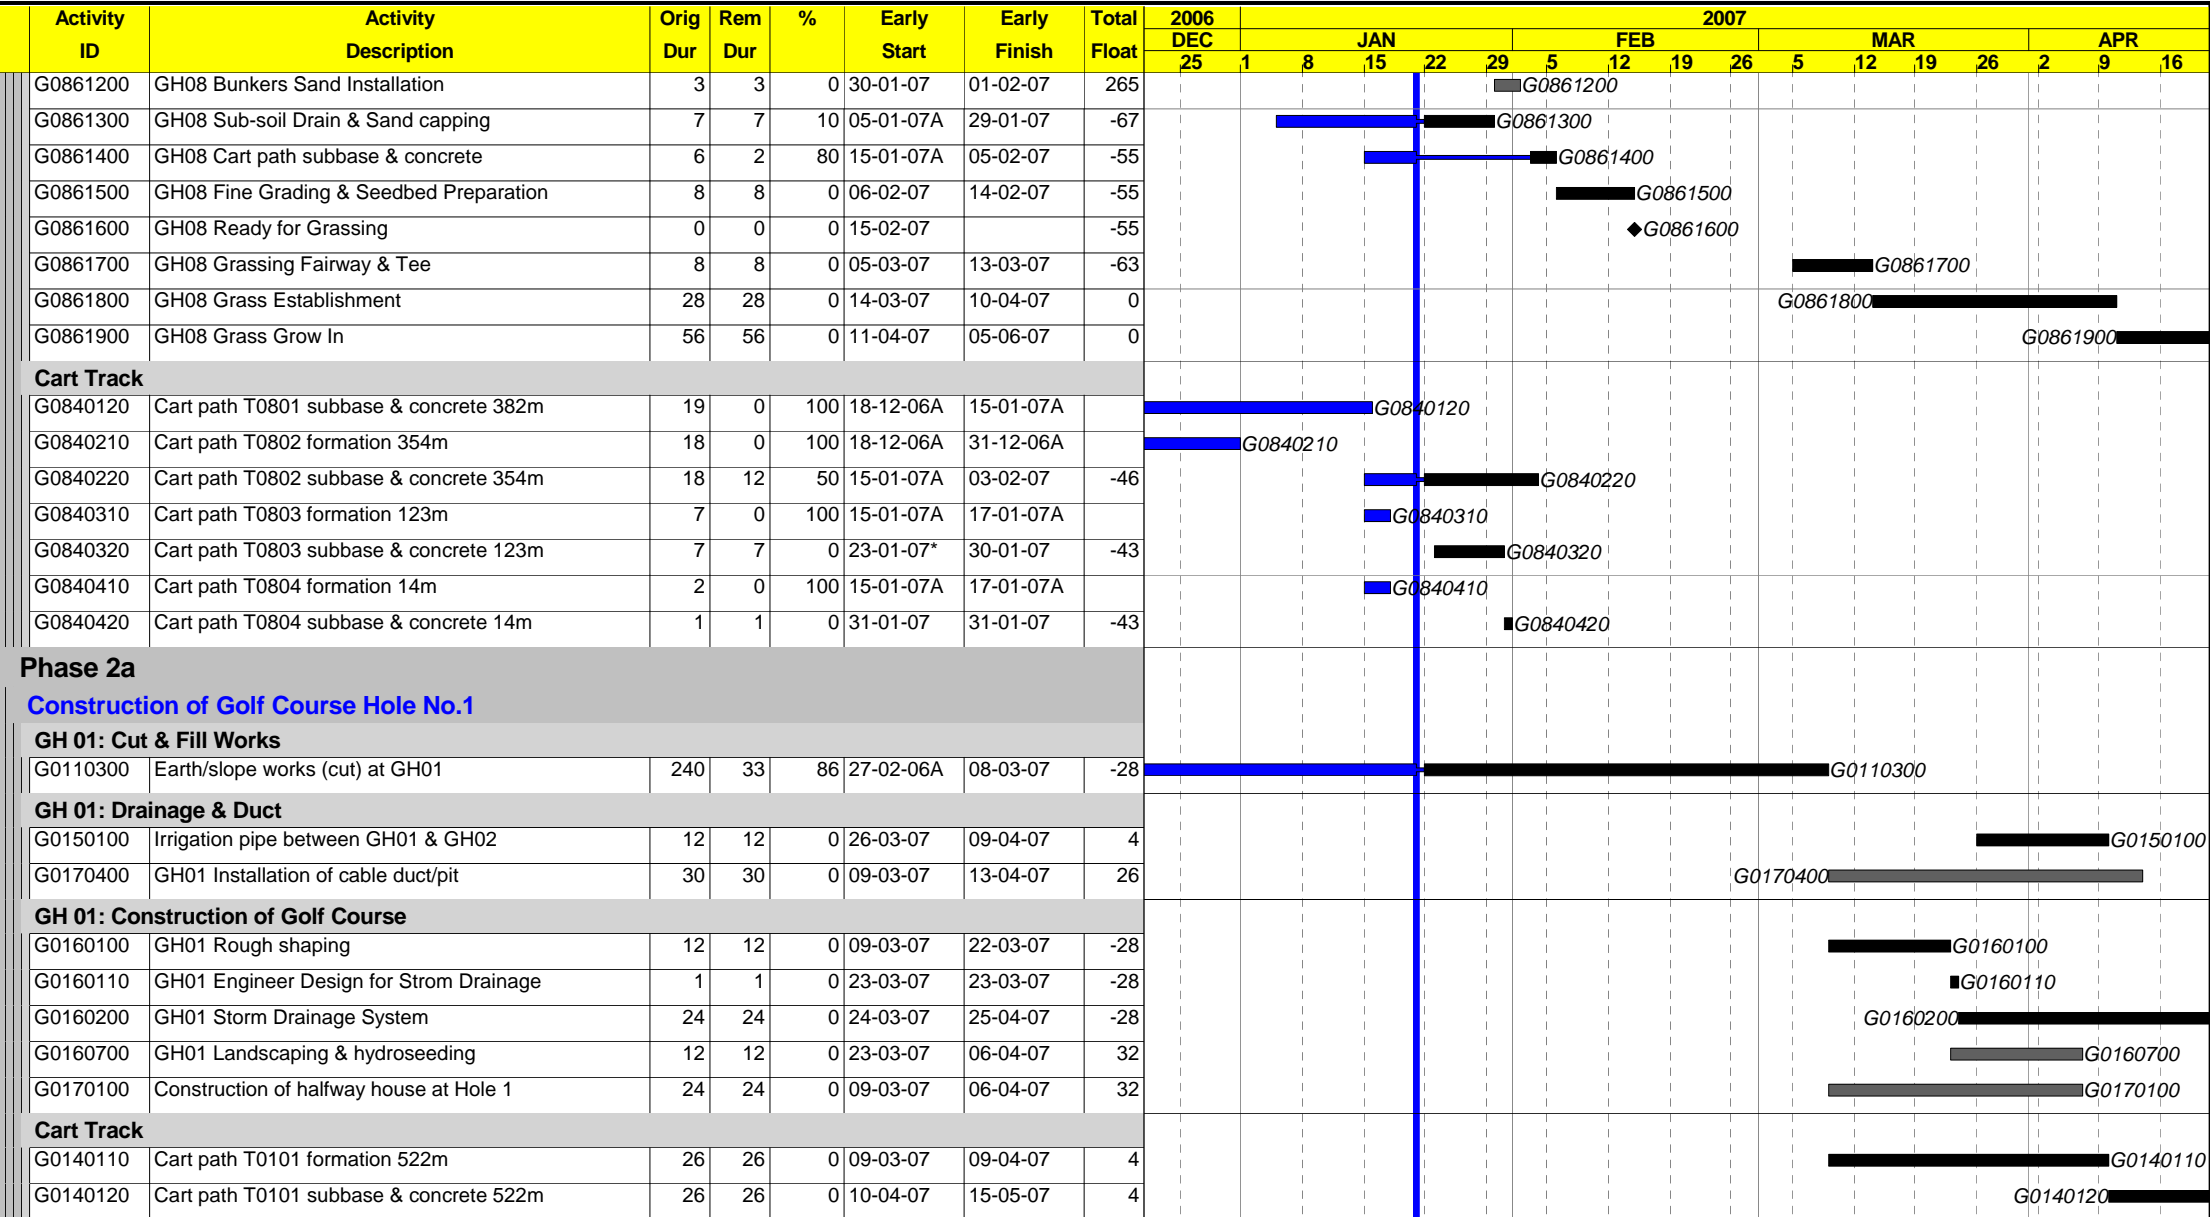 Activity Activity Orig Rem % Early Early Total 2006 2007
ID Description Dur Dur Start Finish Float DEC JAN FEB MAR APR
25 1 8 15 22 29 5 12 19 26 5 12 19 26 2 9 16
G0861200 GH08 Bunkers Sand Installation 3 3 0 30-01-07 01-02-07 265 G0861200
G0861300 GH08 Sub-soil Drain & Sand capping 7 7 10 05-01-07A 29-01-07 -67 G0861300
G0861400 GH08 Cart path subbase & concrete 6 2 80 15-01-07A 05-02-07 -55 G0861400
G0861500 GH08 Fine Grading & Seedbed Preparation 8 8 0 06-02-07 14-02-07 -55 G0861500
G0861600 GH08 Ready for Grassing 0 0 0 15-02-07 -55 G0861600
G0861700 GH08 Grassing Fairway & Tee 8 8 0 05-03-07 13-03-07 -63 G0861700
G0861800 GH08 Grass Establishment 28 28 0 14-03-07 10-04-07 0 G0861800
G0861900 GH08 Grass Grow In 56 56 0 11-04-07 05-06-07 0 G0861900
Cart Track
G0840120 Cart path T0801 subbase & concrete 382m 19 0 100 18-12-06A 15-01-07A G0840120
G0840210 Cart path T0802 formation 354m 18 0 100 18-12-06A 31-12-06A G0840210
G0840220 Cart path T0802 subbase & concrete 354m 18 12 50 15-01-07A 03-02-07 -46 G0840220
G0840310 Cart path T0803 formation 123m 7 0 100 15-01-07A 17-01-07A G0840310
G0840320 Cart path T0803 subbase & concrete 123m 7 7 0 23-01-07* 30-01-07 -43 G0840320
G0840410 Cart path T0804 formation 14m 2 0 100 15-01-07A 17-01-07A G0840410
G0840420 Cart path T0804 subbase & concrete 14m 1 1 0 31-01-07 31-01-07 -43 G0840420
Phase 2a
Construction of Golf Course Hole No.1
GH 01: Cut & Fill Works
G0110300 Earth/slope works (cut) at GH01 240 33 86 27-02-06A 08-03-07 -28 G0110300
GH 01: Drainage & Duct
G0150100 Irrigation pipe between GH01 & GH02 12 12 0 26-03-07 09-04-07 4 G0150100
G0170400 GH01 Installation of cable duct/pit 30 30 0 09-03-07 13-04-07 26 G0170400
GH 01: Construction of Golf Course
G0160100 GH01 Rough shaping 12 12 0 09-03-07 22-03-07 -28 G0160100
G0160110 GH01 Engineer Design for Strom Drainage 1 1 0 23-03-07 23-03-07 -28 G0160110
G0160200 GH01 Storm Drainage System 24 24 0 24-03-07 25-04-07 -28 G0160200
G0160700 GH01 Landscaping & hydroseeding 12 12 0 23-03-07 06-04-07 32 G0160700
G0170100 Construction of halfway house at Hole 1 24 24 0 09-03-07 06-04-07 32 G0170100
Cart Track
G0140110 Cart path T0101 formation 522m 26 26 0 09-03-07 09-04-07 4 G0140110
G0140120 Cart path T0101 subbase & concrete 522m 26 26 0 10-04-07 15-05-07 4 G0140120